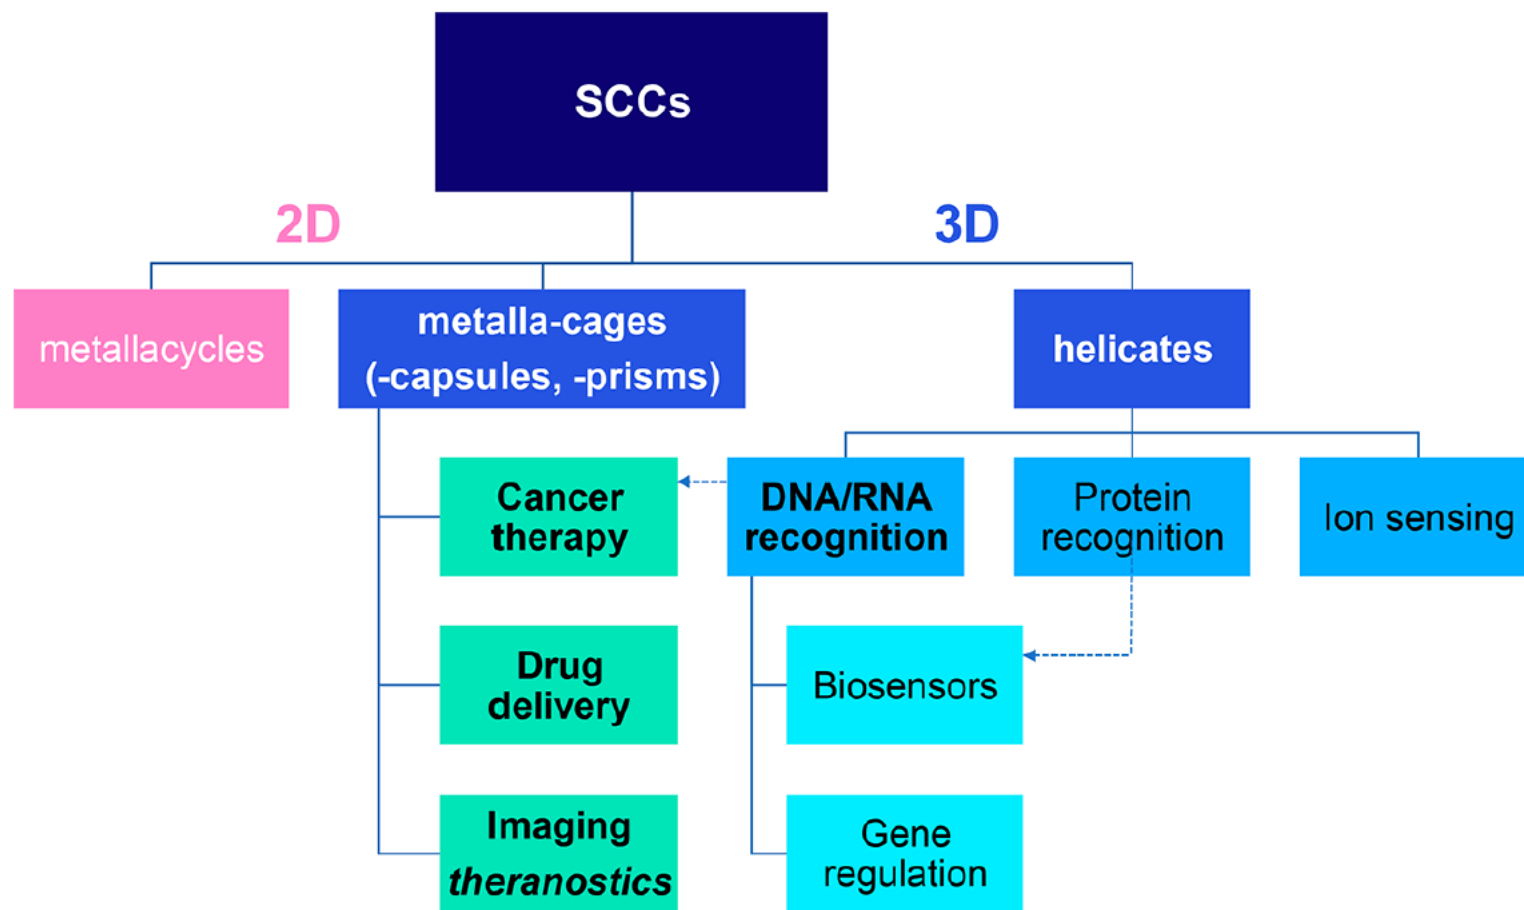 SCCs
2D
3D
metallacycles
metalla-cages
(-capsules, -prisms)
helicates
Cancer
therapy
DNA/RNA
recognition
Protein
recognition
Ion sensing
Drug
delivery
Biosensors
Imaging
theranostics
Gene
regulation